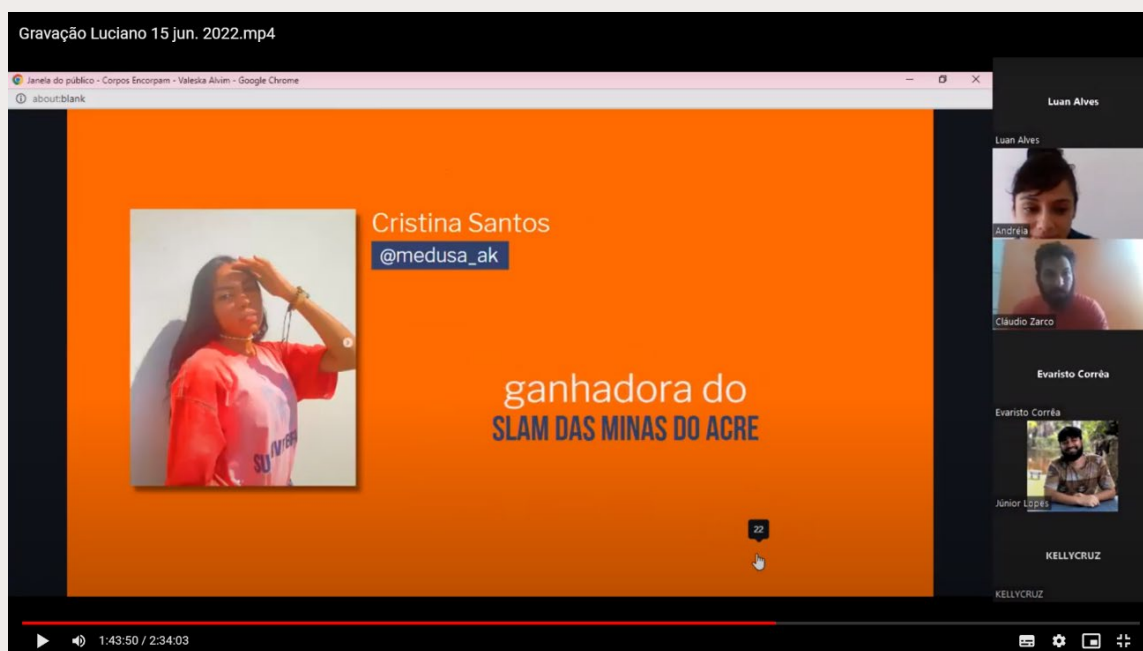 Gravação Luciano 15 jun. 2022.mp4
Janela do público - Corpos Encorpam - Valeska Alvim - Google Chrome
about:blank
Cristina Santos
@medusa_ak
ganhadora do
SLAM DAS MINAS DO ACRE
22
Luan Alves
Luan Alves
Andréia
Cláudio Zarco
Evaristo Corrêa
Evaristo Corrêa
Júnior Lopes
KELLYCRUZ
KELLYCRUZ
1:43:50 / 2:34:03